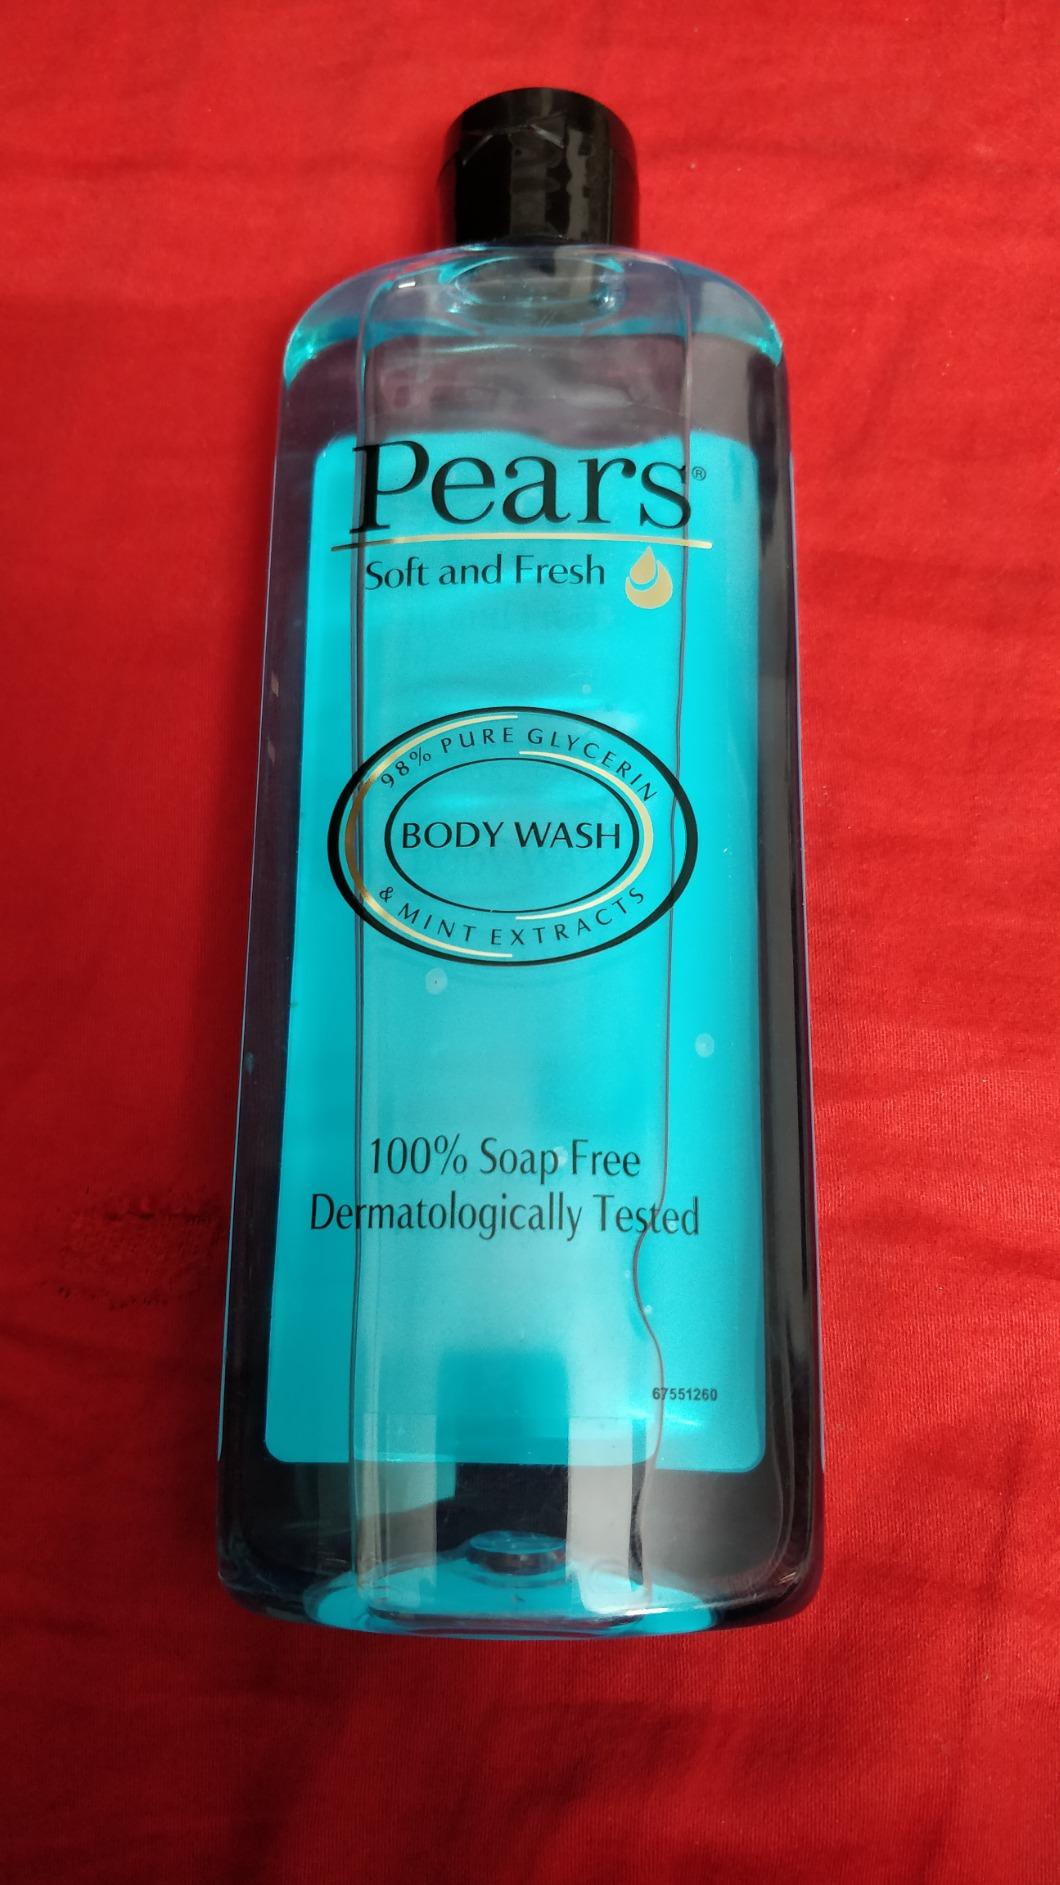 Pears®
Soft and Fresh
98% PURE GLYCERIN
BODY WASH
& MINT EXTRACTS
100% Soap Free
Dermatologically Tested
67551260